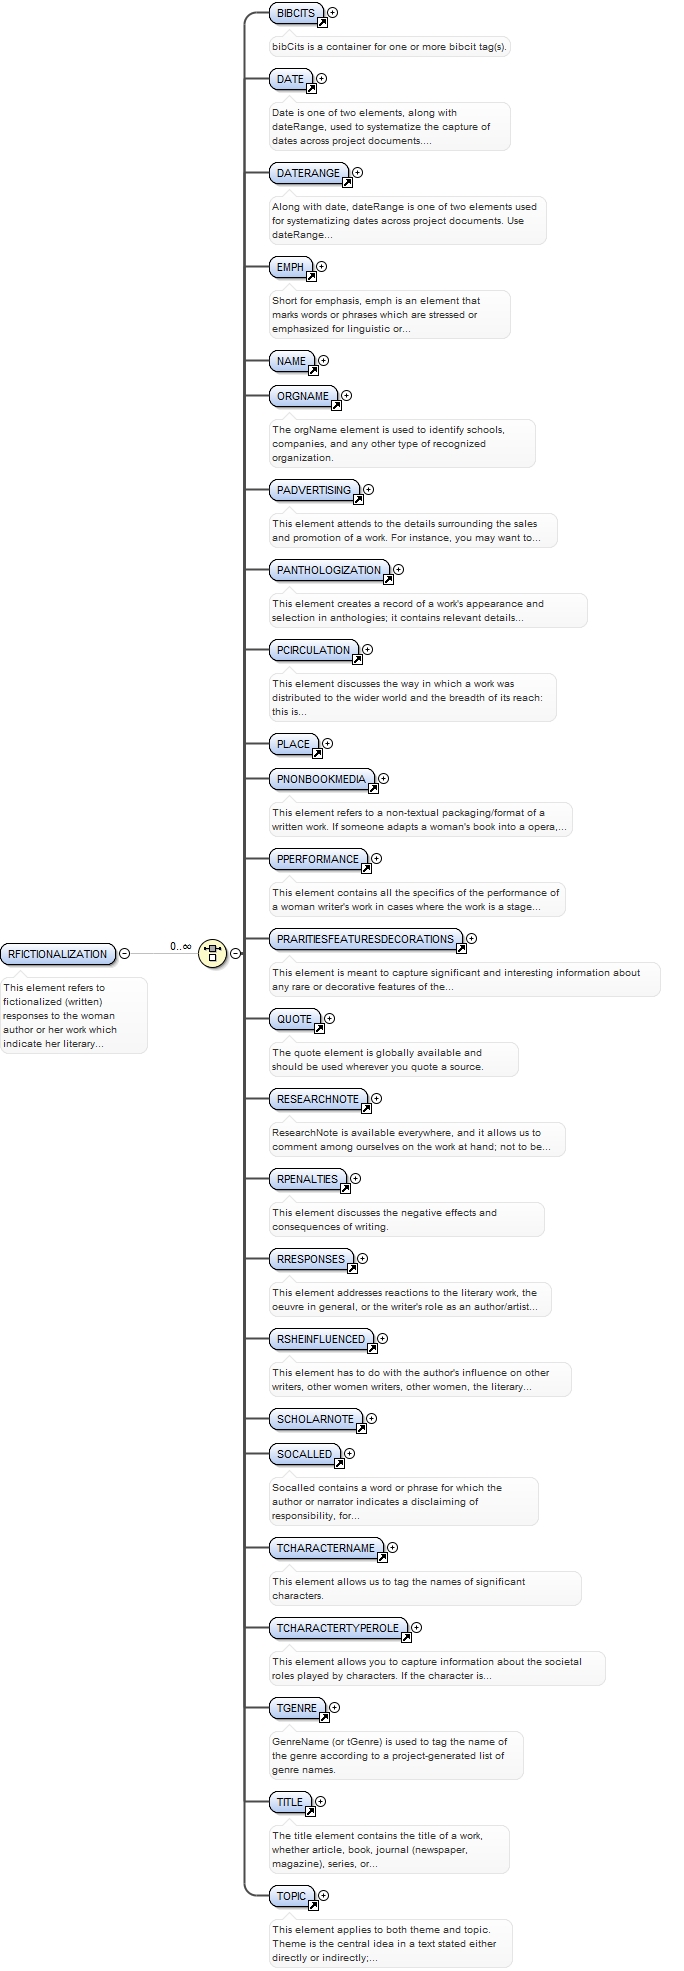 BIBCITS
bibCits is a container for one or more bibcit tag(s).
DATE
Date is one of two elements, along with
dateRange, used to systematize the capture of
dates across project documents....
DATERANGE
Along with date, dateRange is one of two elements used
for systematizing dates across project documents. Use
dateRange...
EMPH
Short for emphasis, emph is an element that
marks words or phrases which are stressed or
emphasized for linguistic or...
NAME
ORGNAME
The orgName element is used to identify schools,
companies, and any other type of recognized
organization.
PADVERTISING
This element attends to the details surrounding the sales
and promotion of a work. For instance, you may want to...
PANTHOLOGIZATION
This element creates a record of a work's appearance and
selection in anthologies; it contains relevant details...
PCIRCULATION
This element discusses the way in which a work was
distributed to the wider world and the breadth of its reach:
this is...
PLACE
PNONBOOKMEDIA
This element refers to a non-textual packaging/format of a
written work. If someone adapts a woman's book into a opera,...
PPERFORMANCE
This element contains all the specifics of the performance of
a woman writer's work in cases where the work is a stage...
RFICTIONALIZATION
0..∞
This element refers to
fictionalized (written)
responses to the woman
author or her work which
indicate her literary...
PRARITIESFEATURESDECORATIONS
This element is meant to capture significant and interesting information about
any rare or decorative features of the...
QUOTE
The quote element is globally available and
should be used wherever you quote a source.
RESEARCHNOTE
ResearchNote is available everywhere, and it allows us to
comment among ourselves on the work at hand; not to be...
RPENALTIES
This element discusses the negative effects and
consequences of writing.
RRESPONSES
This element addresses reactions to the literary work, the
oeuvre in general, or the writer's role as an author/artist...
RSHEINFLUENCED
This element has to do with the author's influence on other
writers, other women writers, other women, the literary...
SCHOLARNOTE
SOCALLED
Socalled contains a word or phrase for which the
author or narrator indicates a disclaiming of
responsibility, for...
TCHARACTERNAME
This element allows us to tag the names of significant
characters.
TCHARACTERTYPEROLE
This element allows you to capture information about the societal
roles played by characters. If the character is...
TGENRE
GenreName (or tGenre) is used to tag the name of
the genre according to a project-generated list of
genre names.
TITLE
The title element contains the title of a work,
whether article, book, journal (newspaper,
magazine), series, or...
TOPIC
This element applies to both theme and topic.
Theme is the central idea in a text stated either
directly or indirectly;...